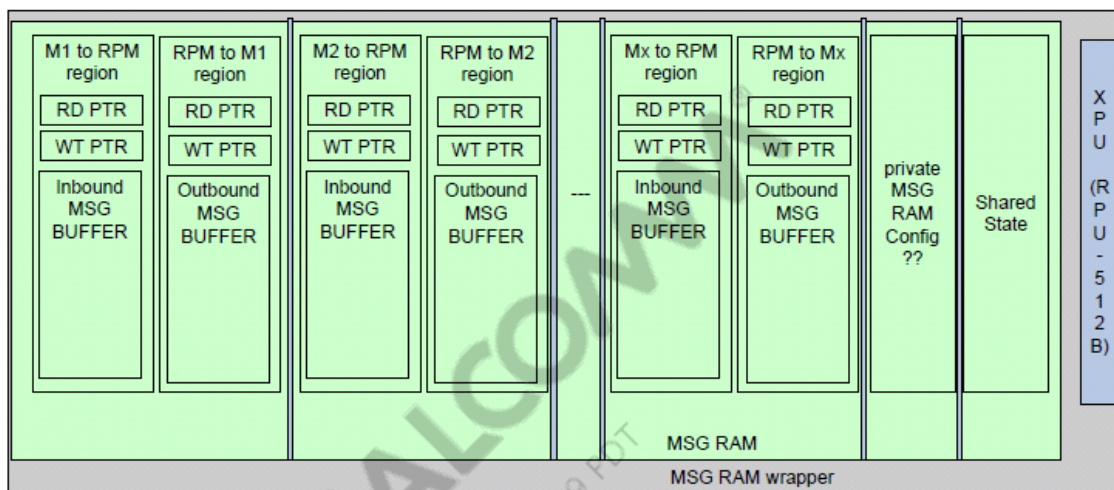 M1 to RPM
region
RD PTR
WT PTR
Inbound
MSG
BUFFER
RPM to M1
region
RD PTR
WT PTR
Outbound
MSG
BUFFER
M2 to RPM
region
RD PTR
WT PTR
Inbound
MSG
BUFFER
RPM to M2
region
RD PTR
WT PTR
Outbound
MSG
BUFFER
---
Mx to RPM
region
RD PTR
WT PTR
Inbound
MSG
BUFFER
RPM to Mx
region
RD PTR
WT PTR
Outbound
MSG
BUFFER
private
MSG
RAM
Config
??
Shared
State
X
P
U
(R
P
U
-
5
1
2
B)
MSG RAM
MSG RAM wrapper
ALCOMM®
9 PDT